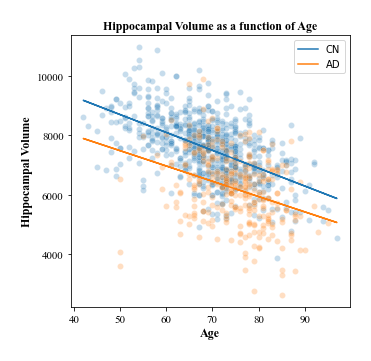 Hippocampal Volume as a function of Age
CN
AD
10000
8000
6000
4000
Hippocampal Volume
40 50 60 70 80 90
Age